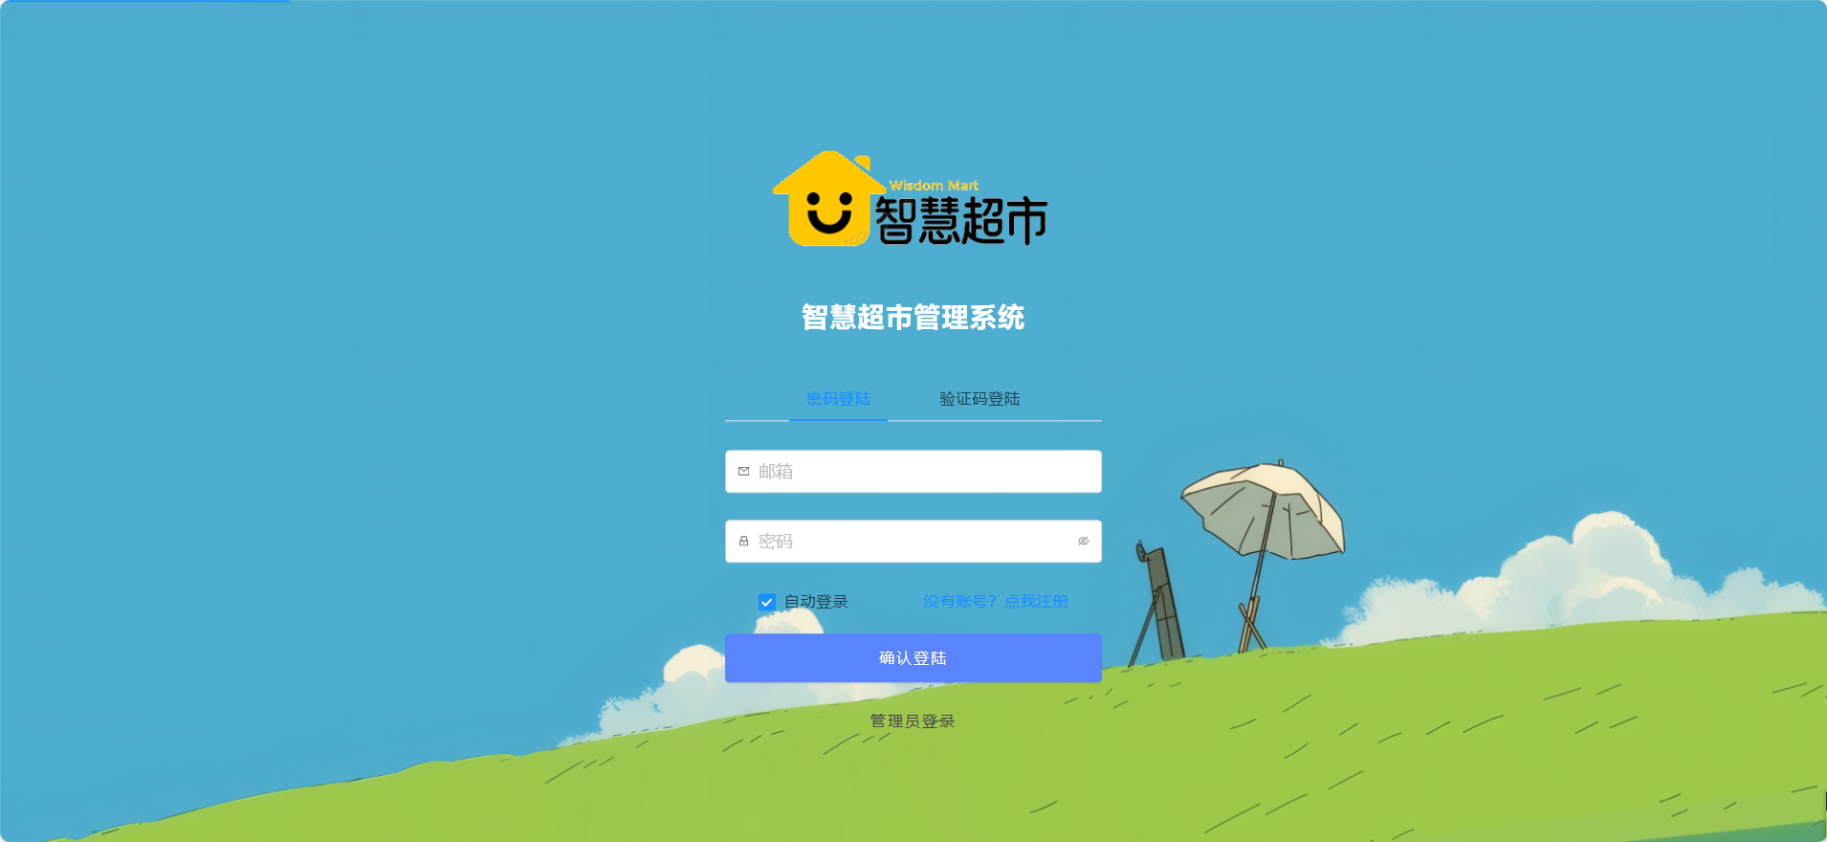 Wisdom Mart
智慧超市
智慧超市管理系统
密码登陆 验证码登陆
邮箱
密码
自动登录 没有账号？点我注册
确认登陆
管理员登录